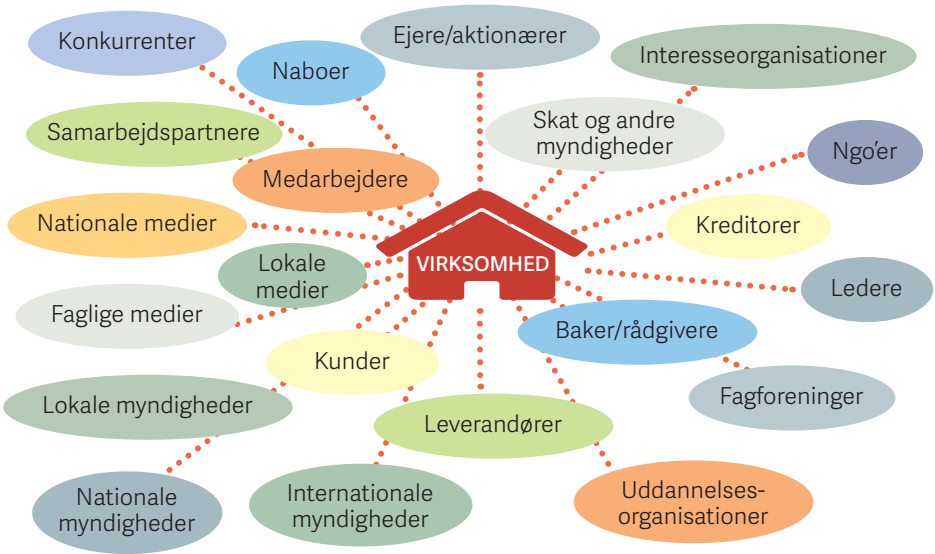 Ejere/aktionærer
Konkurrenter
Interesseorganisationer
Naboer
Skat og andre
myndigheder
Samarbejdspartnere
Ngo'er
Medarbejdere
Nationale medier
Kreditorer
VIRKSOMHED
Lokale
medier
Ledere
Faglige medier
Baker/rådgivere
Kunder
Fagforeninger
Lokale myndigheder
Leverandører
Nationale
myndigheder
Internationale
myndigheder
Uddannelses-
organisationer